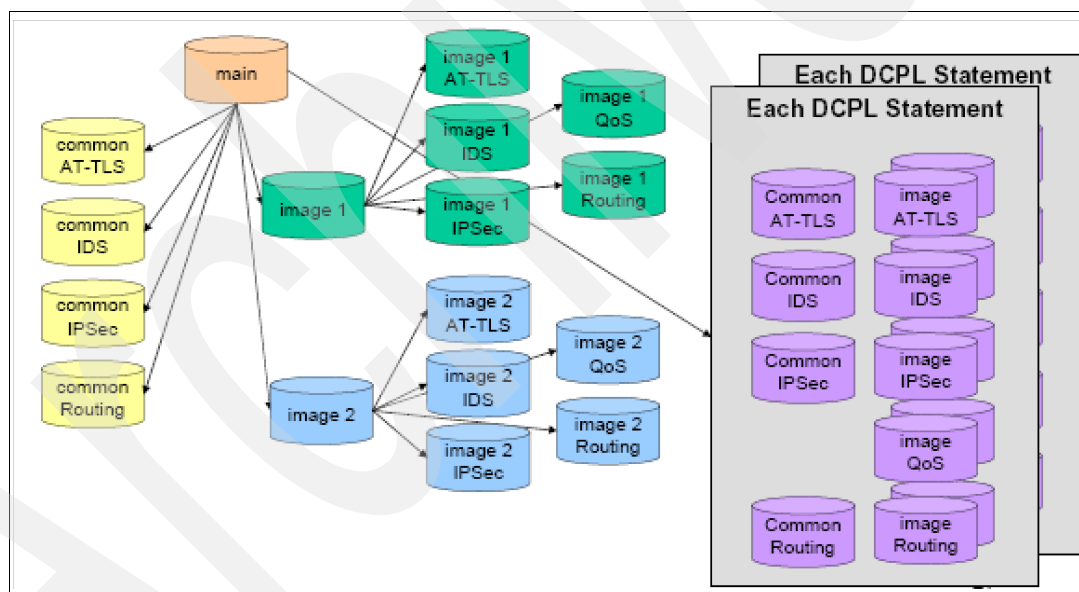 main
common
AT-TLS
common
IDS
common
IPSec
common
Routing
image 1
image 1
AT-TLS
image 1
IDS
image 1
IPSec
image 1
QoS
image 1
Routing
image 2
image 2
AT-TLS
image 2
IDS
image 2
IPSec
image 2
QoS
image 2
Routing
Each DCPL Statement
Each DCPL Statement
Common
AT-TLS
image
AT-TLS
Common
IDS
image
IDS
Common
IPSec
image
IPSec
image
QoS
Common
Routing
image
Routing